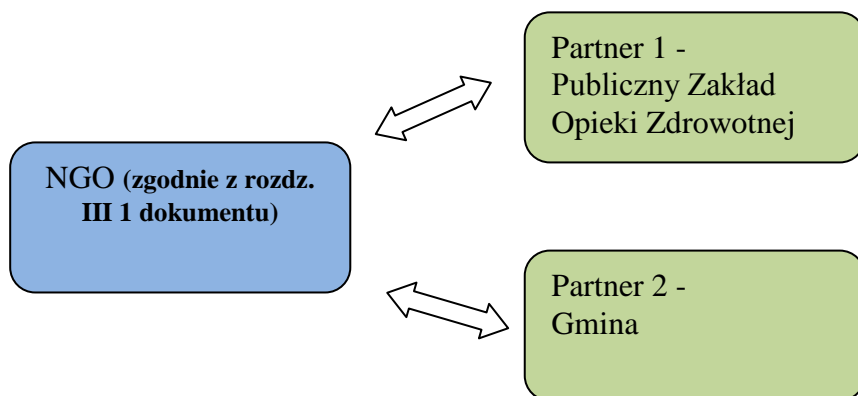 Partner 1 -
Publiczny Zakład
Opieki Zdrowotnej
NGO (zgodnie z rozdz.
III 1 dokumentu)
Partner 2 -
Gmina